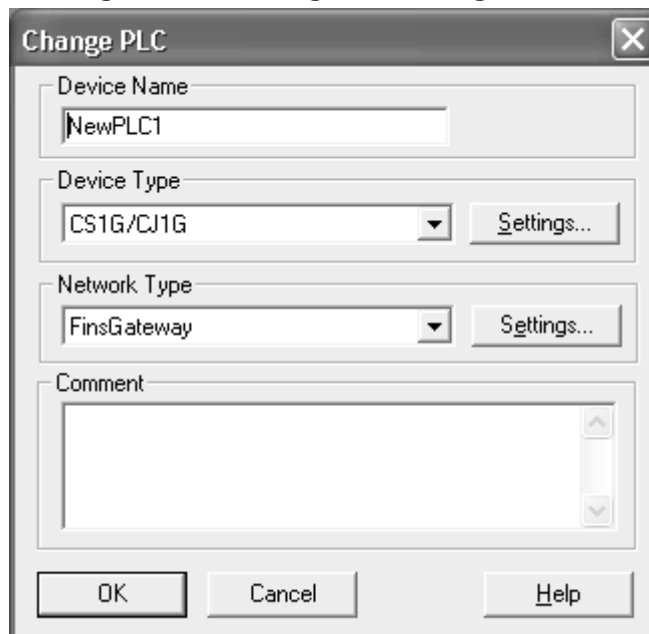 Change PLC
Device Name
NewPLC1
Device Type
CS1G/CJ1G
Settings...
Network Type
FinsGateway
Settings...
Comment
OK Cancel Help